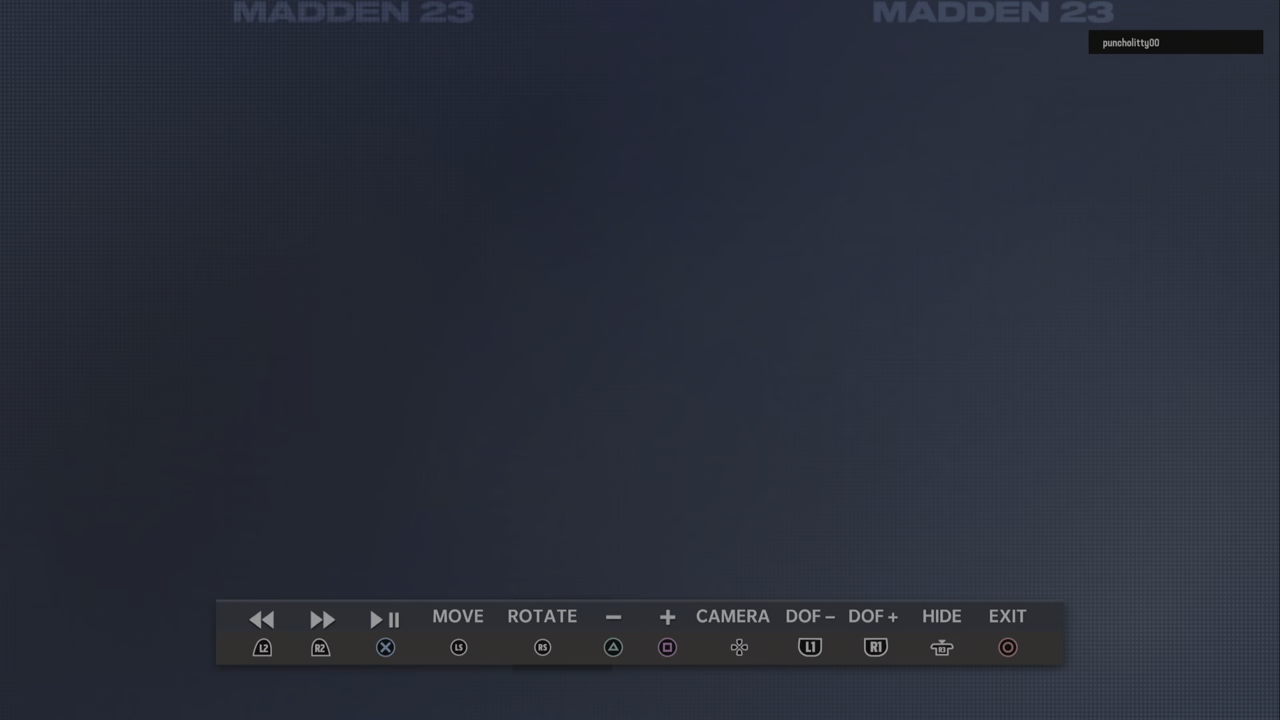 MADDEN 23 MADDEN 23
puncholitty00
MOVE ROTATE − + CAMERA DOF − DOF + HIDE EXIT
L2 R2 LS RS L1 R1 R3